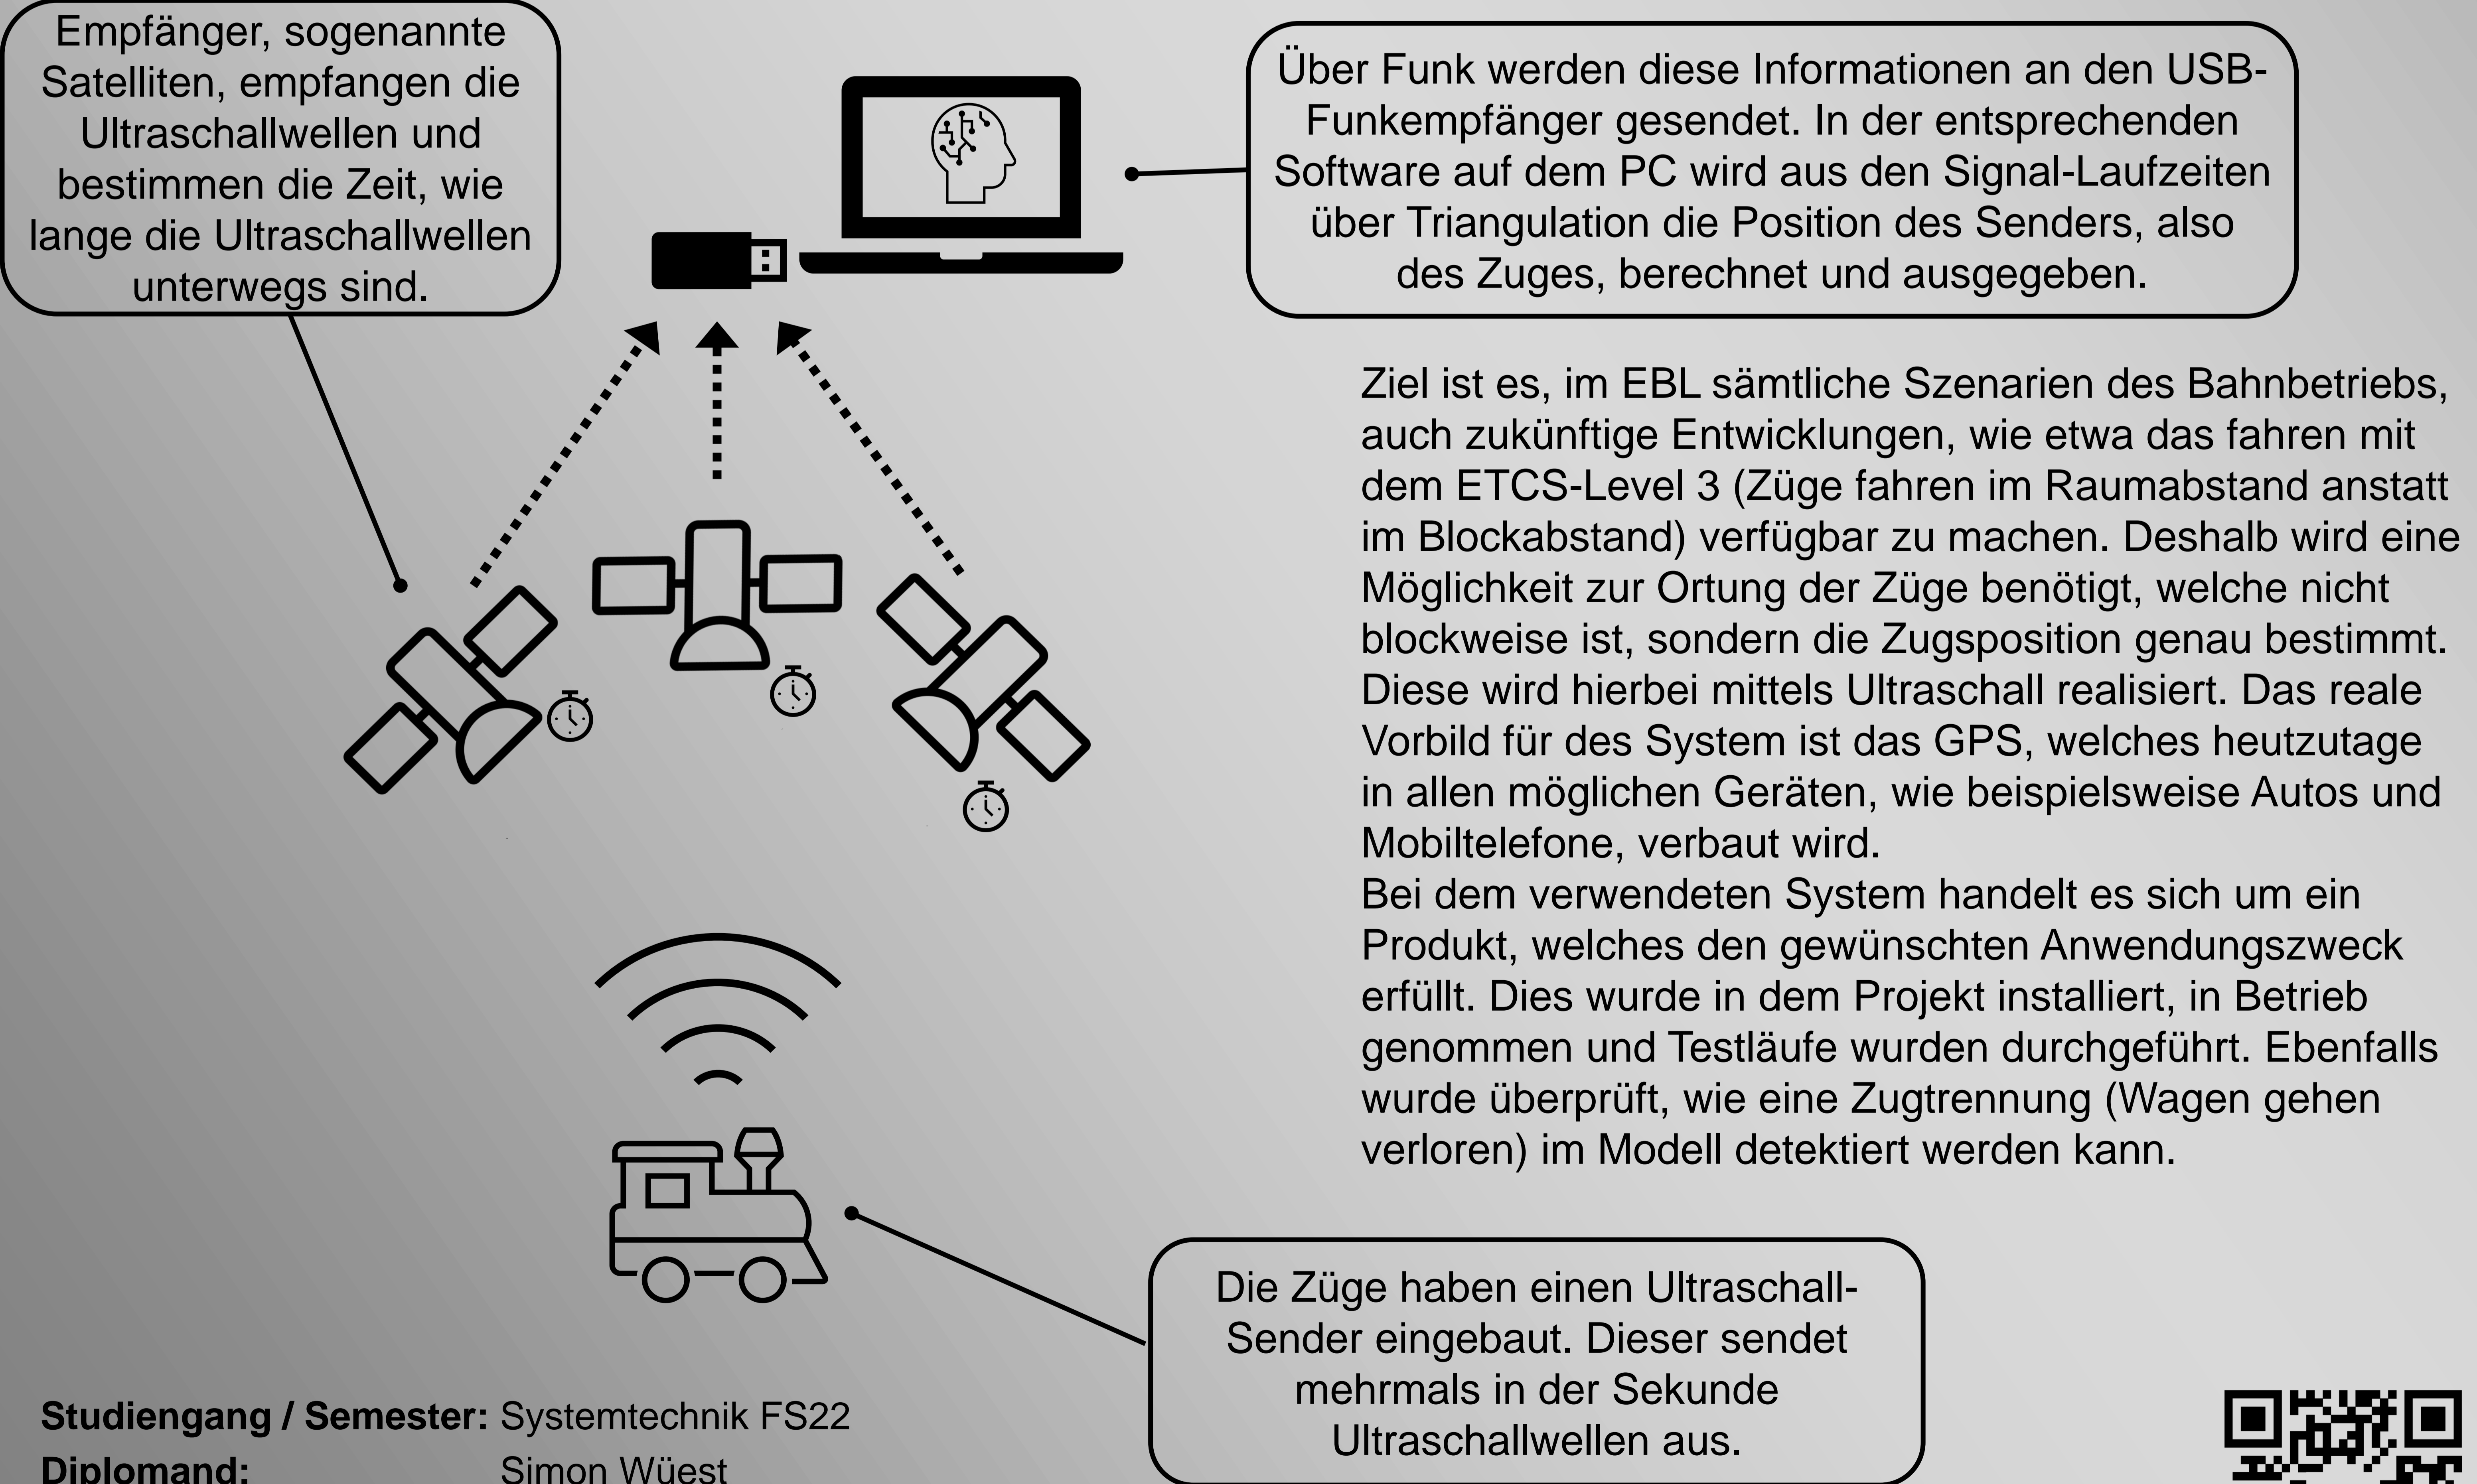 Empfänger, sogenannte
Satelliten, empfangen die
Ultraschallwellen und
bestimmen die Zeit, wie
lange die Ultraschallwellen
unterwegs sind.
Über Funk werden diese Informationen an den USB-
Funkempfänger gesendet. In der entsprechenden
Software auf dem PC wird aus den Signal-Laufzeiten
über Triangulation die Position des Senders, also
des Zuges, berechnet und ausgegeben.
Ziel ist es, im EBL sämtliche Szenarien des Bahnbetriebs,
auch zukünftige Entwicklungen, wie etwa das fahren mit
dem ETCS-Level 3 (Züge fahren im Raumabstand anstatt
im Blockabstand) verfügbar zu machen. Deshalb wird eine
Möglichkeit zur Ortung der Züge benötigt, welche nicht
blockweise ist, sondern die Zugsposition genau bestimmt.
Diese wird hierbei mittels Ultraschall realisiert. Das reale
Vorbild für des System ist das GPS, welches heutzutage
in allen möglichen Geräten, wie beispielsweise Autos und
Mobiltelefone, verbaut wird.
Bei dem verwendeten System handelt es sich um ein
Produkt, welches den gewünschten Anwendungszweck
erfüllt. Dies wurde in dem Projekt installiert, in Betrieb
genommen und Testläufe wurden durchgeführt. Ebenfalls
wurde überprüft, wie eine Zugtrennung (Wagen gehen
verloren) im Modell detektiert werden kann.
Die Züge haben einen Ultraschall-
Sender eingebaut. Dieser sendet
mehrmals in der Sekunde
Ultraschallwellen aus.
Studiengang / Semester: Systemtechnik FS22
Diplomand: Simon Wüest